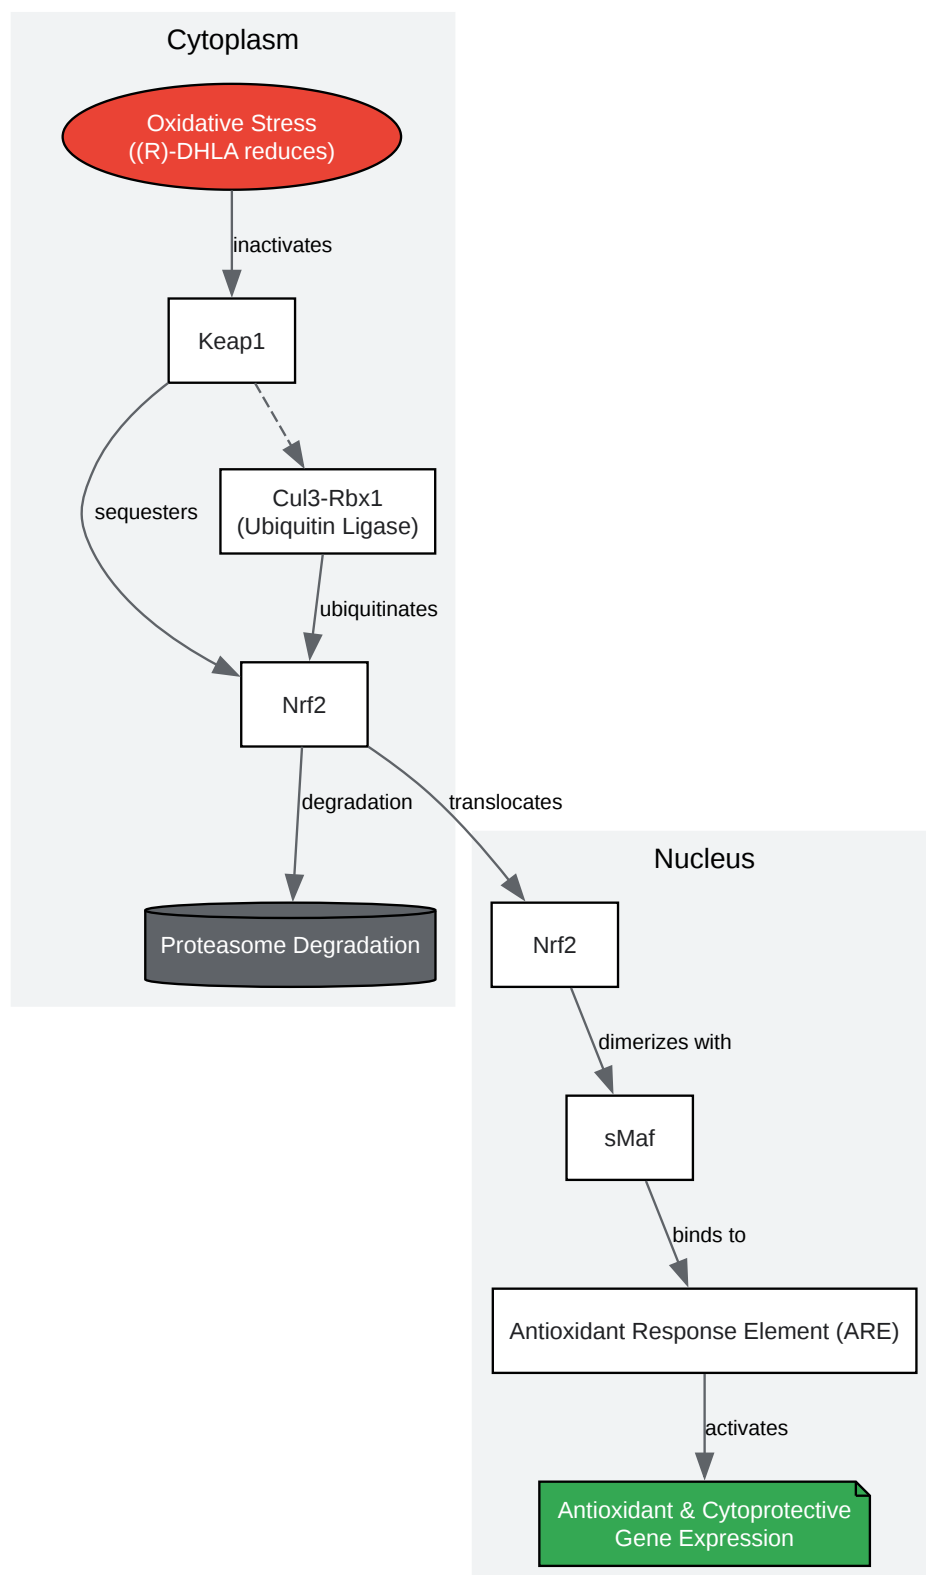 Cytoplasm
Oxidative Stress
((R)-DHLA reduces)
inactivates
Keap1
sequesters
Cul3-Rbx1
(Ubiquitin Ligase)
ubiquitinates
Nrf2
degradation
translocates
Proteasome Degradation
Nucleus
Nrf2
dimerizes with
sMaf
binds to
Antioxidant Response Element (ARE)
activates
Antioxidant & Cytoprotective
Gene Expression